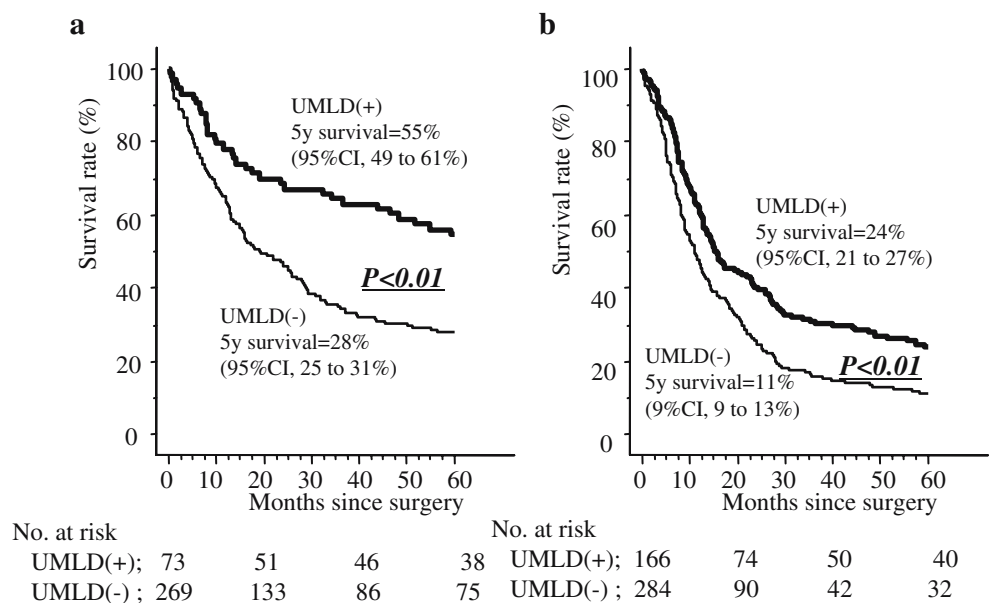 a
Survival rate (%)
100
80
60
40
20
0
UMLD(+)
5y survival=55%
(95%CI, 49 to 61%)
P<0.01
UMLD(-)
5y survival=28%
(95%CI, 25 to 31%)
0 10 20 30 40 50 60
Months since surgery
No. at risk
UMLD(+); 73 51 46 38
UMLD(-) ; 269 133 86 75
b
Survival rate (%)
100
80
60
40
20
0
UMLD(+)
5y survival=24%
(95%CI, 21 to 27%)
UMLD(-)
5y survival=11%
(9%CI, 9 to 13%)
P<0.01
0 10 20 30 40 50 60
Months since surgery
No. at risk
UMLD(+); 166 74 50 40
UMLD(-) ; 284 90 42 32